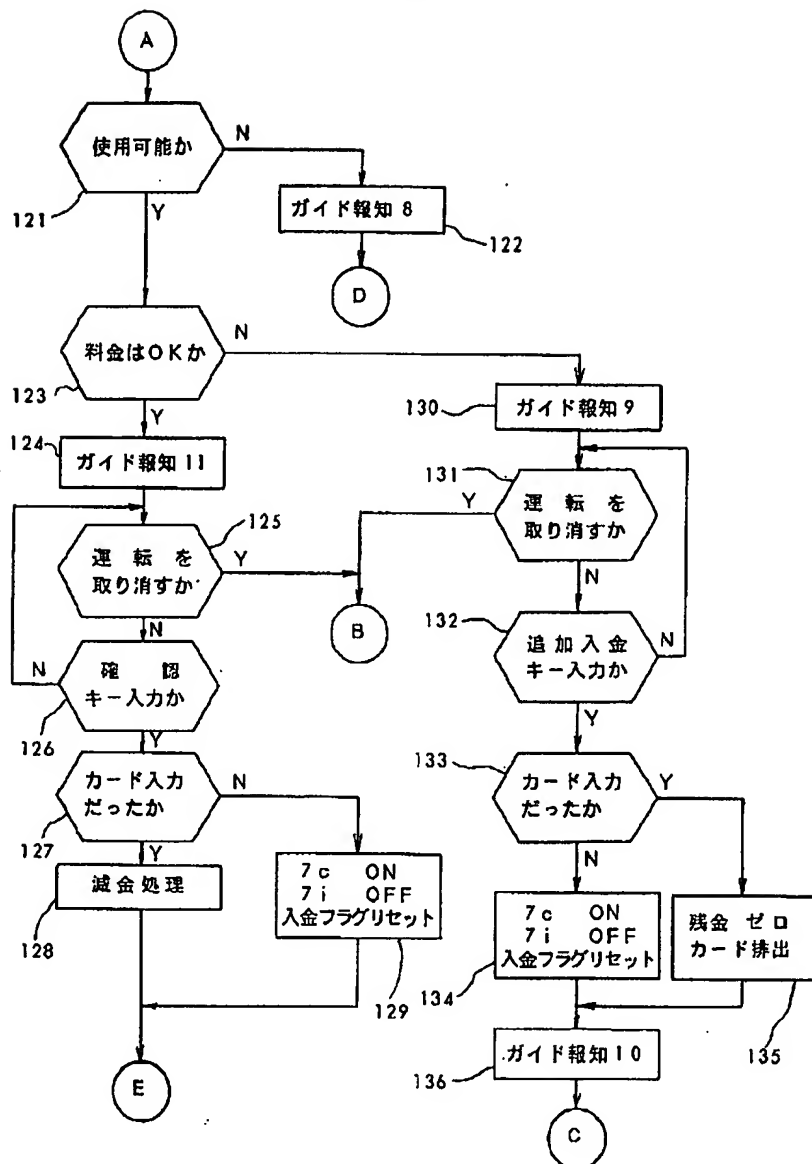 A
使用可能か
N
121
Y
ガイド報知8
122
D
料金はOKか
N
123
Y
130
ガイド報知9
124
ガイド報知11
131
125
Y
運転を
取り消すか
運転を
取り消すか
Y
N
B
132
N
追加入金
キー入力か
N
確認
キー入力か
N
126
Y
Y
133
カード入力
だったか
N
カード入力
だったか
Y
127
Y
N
減金処理
128
7c ON
7i OFF
入金フラグリセット
129
7c ON
7i OFF
入金フラグリセット
134
残金 ゼロ
カード排出
135
ガイド報知10
136
E
C